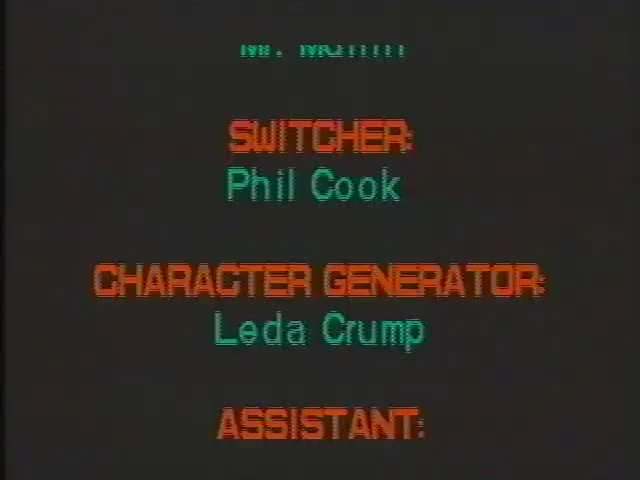 SWITCHER:
Phil Cook
CHARACTER GENERATOR:
Leda Crump
ASSISTANT: